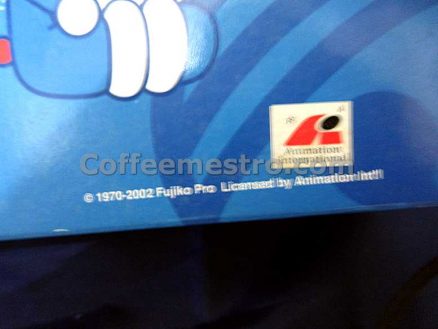 Animation
International
Coffeemestro.com
© 1970-2002 Fujiko Pro Licensed by Animation Int'l